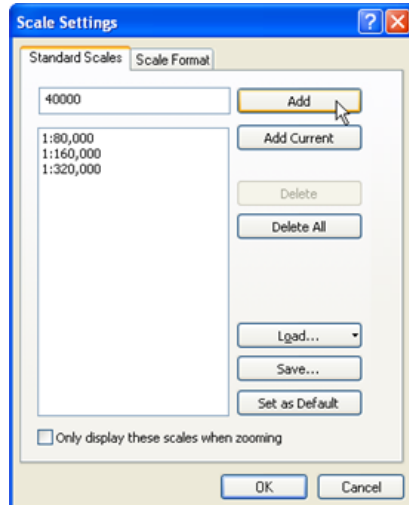 Scale Settings
Standard Scales
Scale Format
40000
Add
1:80,000
1:160,000
1:320,000
Add Current
Delete
Delete All
Load...
Save...
Set as Default
Only display these scales when zooming
OK
Cancel